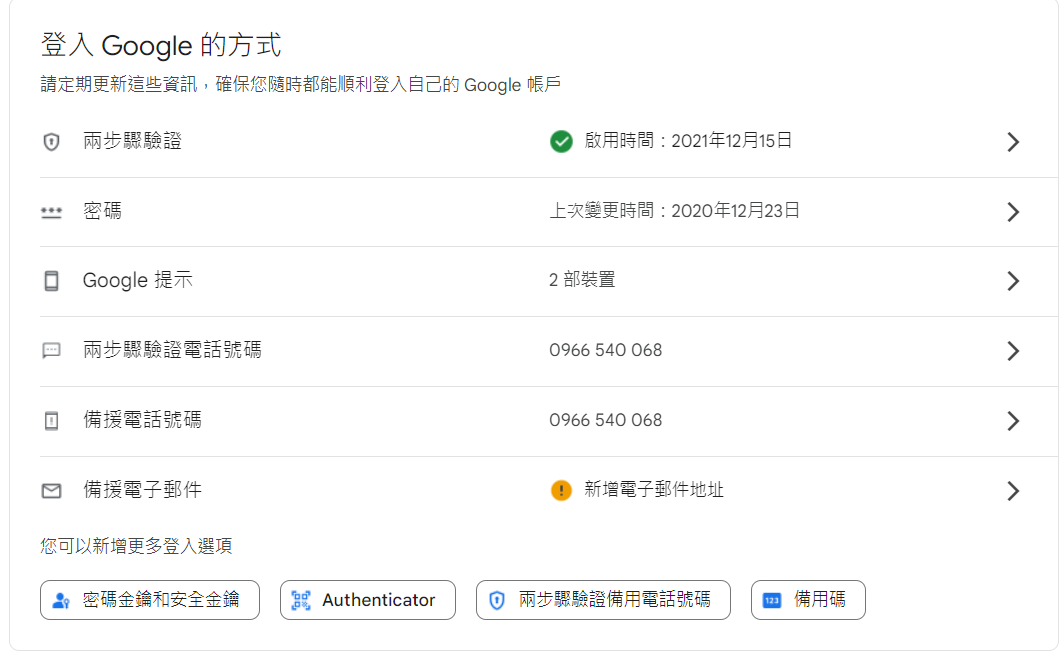 登入 Google 的方式
請定期更新這些資訊，確保您隨時都能順利登入自己的 Google 帳戶
兩步驟驗證 啟用時間：2021年12月15日
密碼 上次變更時間：2020年12月23日
Google 提示 2 部裝置
兩步驟驗證電話號碼 0966 540 068
備援電話號碼 0966 540 068
備援電子郵件 新增電子郵件地址
您可以新增更多登入選項
密碼金鑰和安全金鑰 Authenticator 兩步驟驗證備用電話號碼 123 備用碼